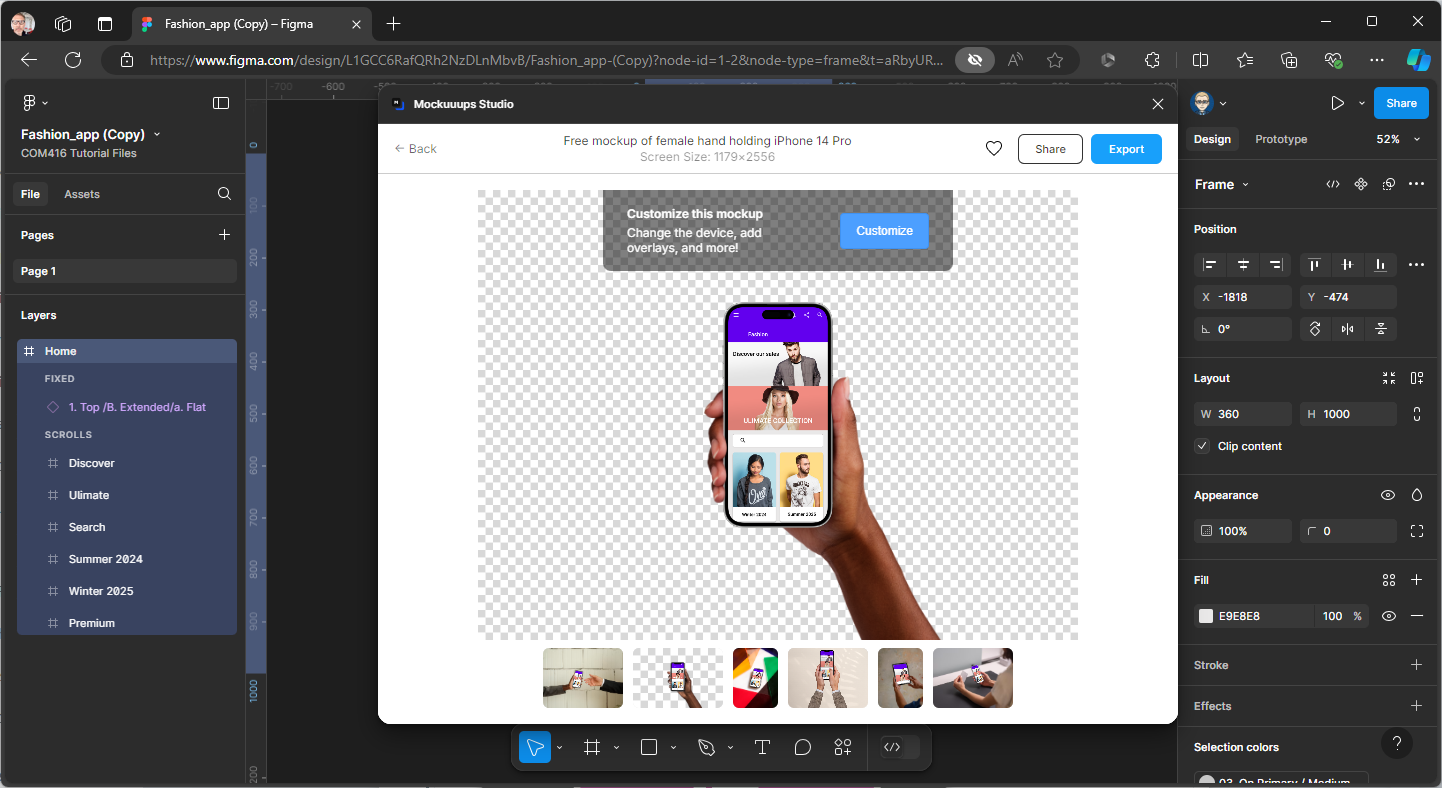 Fashion_app (Copy) – Figma
https://www.figma.com/design/L1GCC6RafQRh2NzDLnMbvB/Fashion_app-(Copy)?node-id=1-2&node-type=frame&t=aRbyUR...
Fashion_app (Copy)
COM416 Tutorial Files
File
Assets
Pages
Page 1
Layers
Home
FIXED
1. Top /B. Extended/a. Flat
SCROLLS
Discover
Ulimate
Search
Summer 2024
Winter 2025
Premium
-700
-600
0
100
200
300
400
500
600
700
800
900
1000
Mockuuups Studio
Back
Free mockup of female hand holding iPhone 14 Pro
Screen Size: 1179×2556
Share
Export
Customize this mockup
Change the device, add
overlays, and more!
Customize
Fashion
Discover our sales
ULIMATE COLLECTION
Winter 2024
Summer 2025
Share
Design
Prototype
52%
Frame
Position
X -1818
Y -474
0°
Layout
W 360
H 1000
Clip content
Appearance
100%
0
Fill
E9E8E8
100 %
Stroke
Effects
?
Selection colors
03. On Primary / Medium